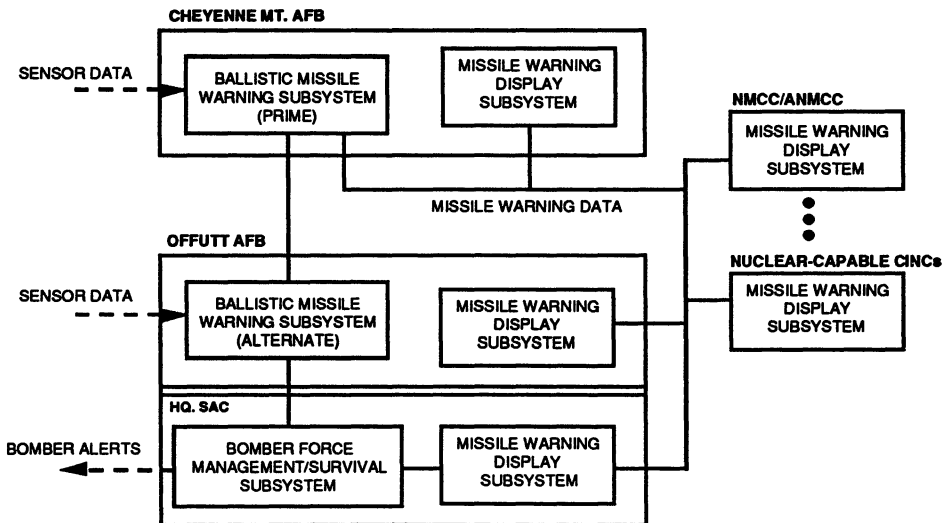 CHEYENNE MT. AFB
SENSOR DATA
BALLISTIC MISSILE
WARNING SUBSYSTEM
(PRIME)
MISSILE WARNING
DISPLAY
SUBSYSTEM
NMCC/ANMCC
MISSILE WARNING
DISPLAY
SUBSYSTEM
MISSILE WARNING DATA
OFFUTT AFB
SENSOR DATA
BALLISTIC MISSILE
WARNING SUBSYSTEM
(ALTERNATE)
MISSILE WARNING
DISPLAY
SUBSYSTEM
NUCLEAR-CAPABLE CINCs
MISSILE WARNING
DISPLAY
SUBSYSTEM
HQ. SAC
BOMBER ALERTS
BOMBER FORCE
MANAGEMENT/SURVIVAL
SUBSYSTEM
MISSILE WARNING
DISPLAY
SUBSYSTEM